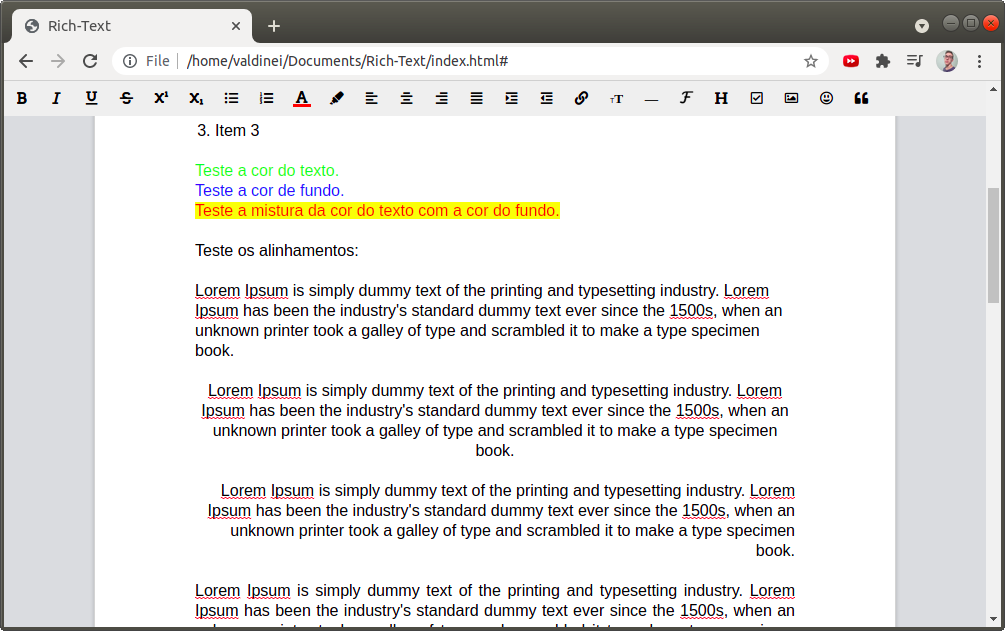 Rich-Text
File
/home/valdinei/Documents/Rich-Text/index.html#
B I U S X¹ X₁ A тT — F H
3. Item 3
Teste a cor do texto.
Teste a cor de fundo.
Teste a mistura da cor do texto com a cor do fundo.
Teste os alinhamentos:
Lorem Ipsum is simply dummy text of the printing and typesetting industry. Lorem
Ipsum has been the industry's standard dummy text ever since the 1500s, when an
unknown printer took a galley of type and scrambled it to make a type specimen
book.
Lorem Ipsum is simply dummy text of the printing and typesetting industry. Lorem
Ipsum has been the industry's standard dummy text ever since the 1500s, when an
unknown printer took a galley of type and scrambled it to make a type specimen
book.
Lorem Ipsum is simply dummy text of the printing and typesetting industry. Lorem
Ipsum has been the industry's standard dummy text ever since the 1500s, when an
unknown printer took a galley of type and scrambled it to make a type specimen
book.
Lorem Ipsum is simply dummy text of the printing and typesetting industry. Lorem
Ipsum has been the industry's standard dummy text ever since the 1500s, when an